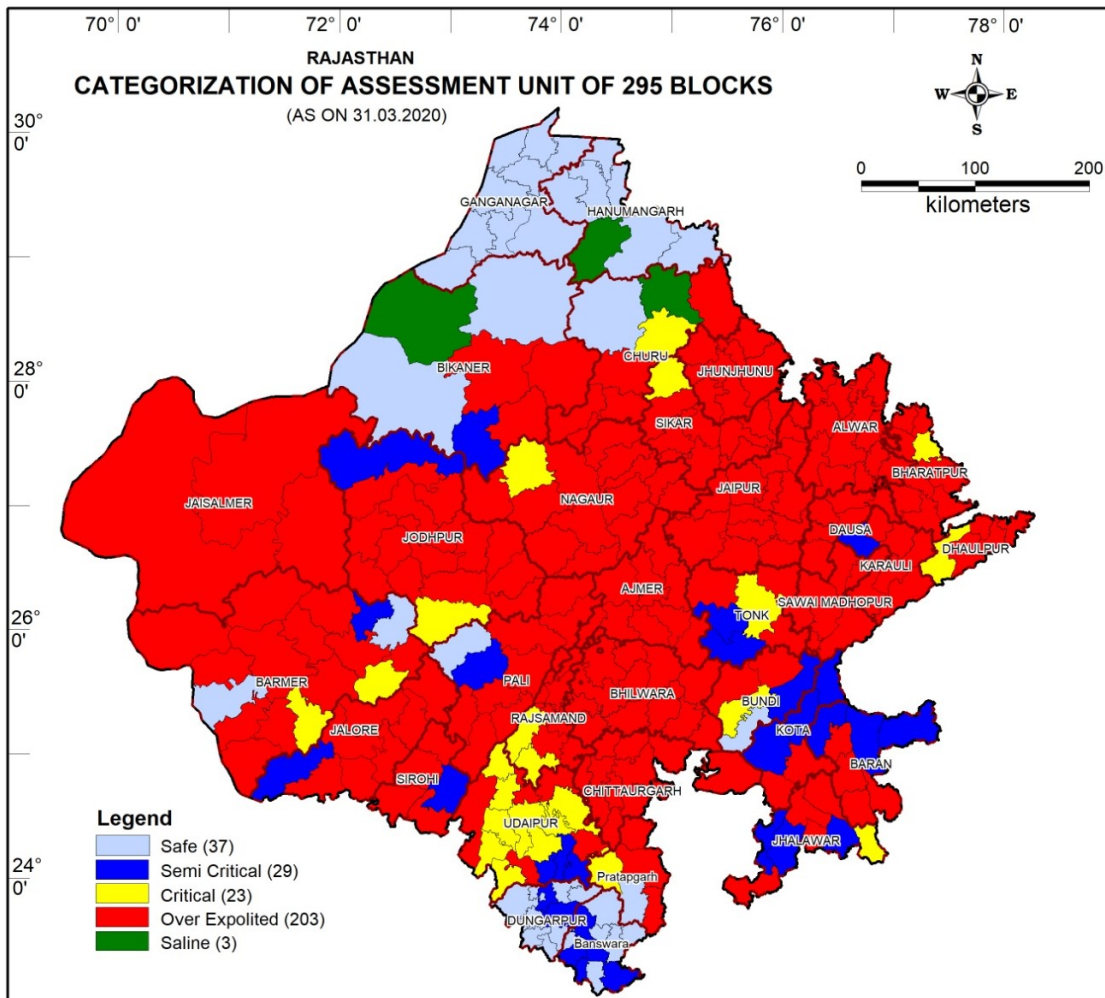 70° 0' 72° 0' 74° 0' 76° 0' 78° 0'
RAJASTHAN
CATEGORIZATION OF ASSESSMENT UNIT OF 295 BLOCKS
(AS ON 31.03.2020)
N
W E
S
0 100 200
kilometers
30°
0'
28°
0'
26°
0'
24°
0'
GANGANAGAR
HANUMANGARH
CHURU
BIKANER
JHUNJHUNU
SIKAR
ALWAR
BHARATPUR
JAISALMER
NAGAUR
JAIPUR
DAUSA
JODHPUR
DHAULPUR
KARAULI
AJMER
SAWAI MADHOPUR
TONK
BARMER
PALI
BHILWARA
BUNDI
JALORE
RAJSAMAND
KOTA
BARAN
SIROHI
CHITTAURGARH
UDAIPUR
JHALAWAR
Pratapgarh
DUNGARPUR
Banswara
Legend
Safe (37)
Semi Critical (29)
Critical (23)
Over Expolited (203)
Saline (3)